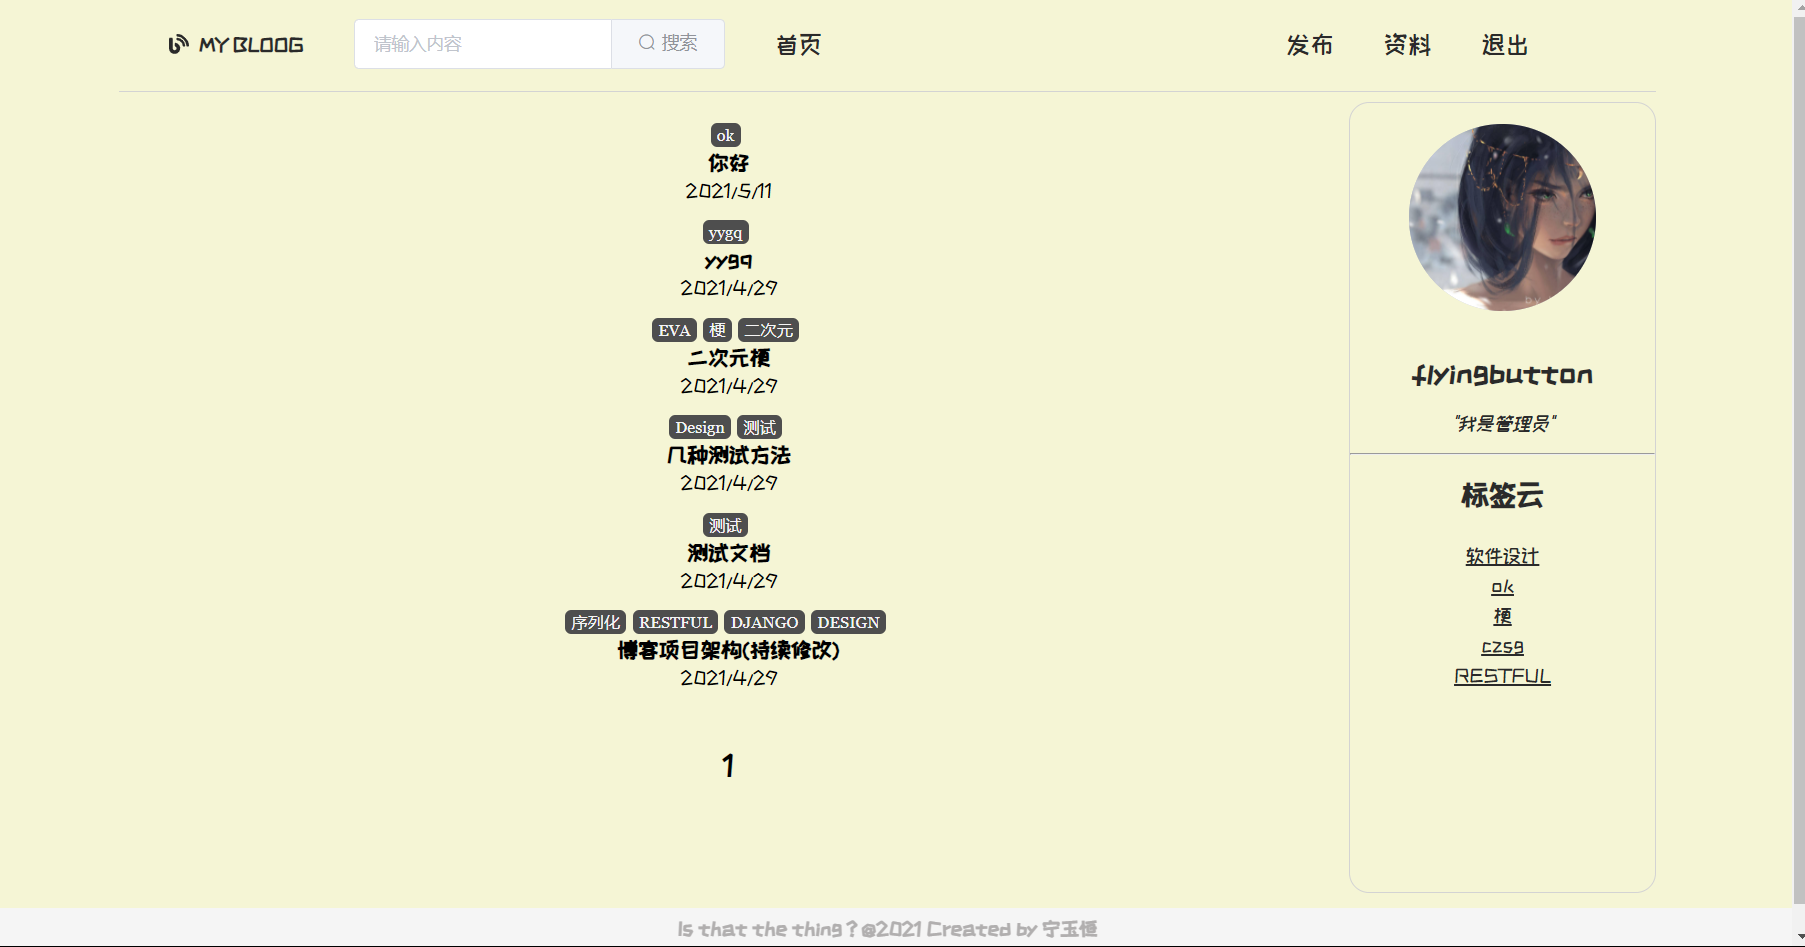 MY BLOOG 请输入内容 搜索 首页 发布 资料 退出
ok
你好
2021/5/11
yygq
yygq
2021/4/29
EVA 梗 二次元
二次元梗
2021/4/29
Design 测试
几种测试方法
2021/4/29
测试
测试文档
2021/4/29
序列化 RESTFUL DJANGO DESIGN
博客项目架构(持续修改)
2021/4/29
1
flyingbutton
"我是管理员"
标签云
软件设计
ok
梗
czsg
RESTFUL
Is that the thing？@2021 Created by 宁玉恒